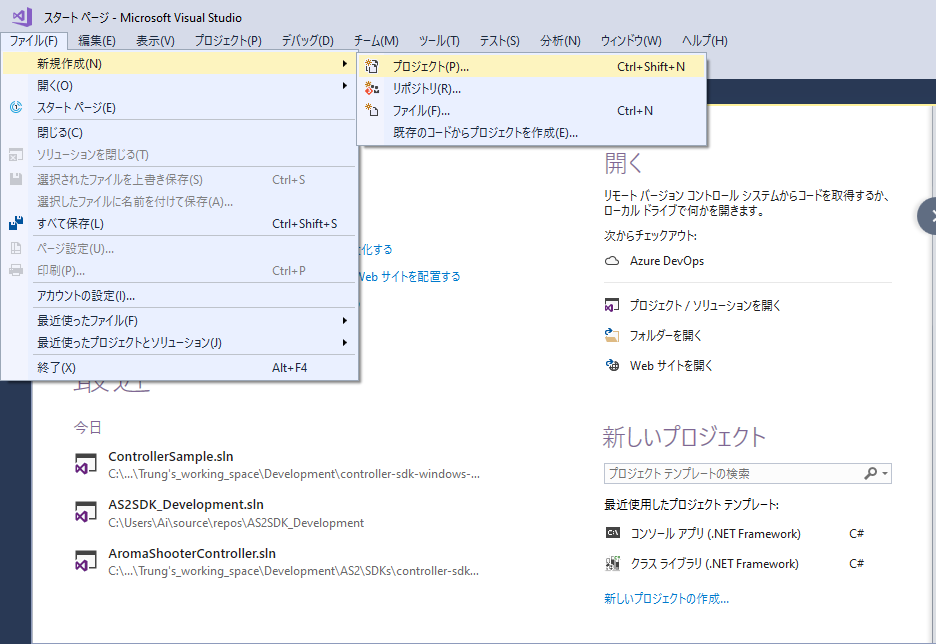 スタート ページ - Microsoft Visual Studio
ファイル(F) 編集(E) 表示(V) プロジェクト(P) デバッグ(D) チーム(M) ツール(T) テスト(S) 分析(N) ウィンドウ(W) ヘルプ(H)
新規作成(N)
開く(O)
スタート ページ(E)
閉じる(C)
ソリューションを閉じる(T)
選択されたファイルを上書き保存(S) Ctrl+S
選択したファイルに名前を付けて保存(A)...
すべて保存(L) Ctrl+Shift+S
ページ設定(U)...
印刷(P)... Ctrl+P
アカウントの設定(I)...
最近使ったファイル(F)
最近使ったプロジェクトとソリューション(J)
終了(X) Alt+F4
プロジェクト(P)... Ctrl+Shift+N
リポジトリ(R)...
ファイル(F)... Ctrl+N
既存のコードからプロジェクトを作成(E)...
化する
Web サイトを配置する
最近
今日
ControllerSample.sln
C:\...\Trung's_working_space\Development\controller-sdk-windows-...
AS2SDK_Development.sln
C:\Users\Ai\source\repos\AS2SDK_Development
AromaShooterController.sln
C:\...\Trung's_working_space\Development\AS2\SDKs\controller-sdk...
開く
リモート バージョン コントロール システムからコードを取得するか、
ローカル ドライブで何かを開きます。
次からチェックアウト:
Azure DevOps
プロジェクト / ソリューションを開く
フォルダーを開く
Web サイトを開く
新しいプロジェクト
プロジェクト テンプレートの検索
最近使用したプロジェクト テンプレート:
コンソール アプリ (.NET Framework) C#
クラス ライブラリ (.NET Framework) C#
新しいプロジェクトの作成...